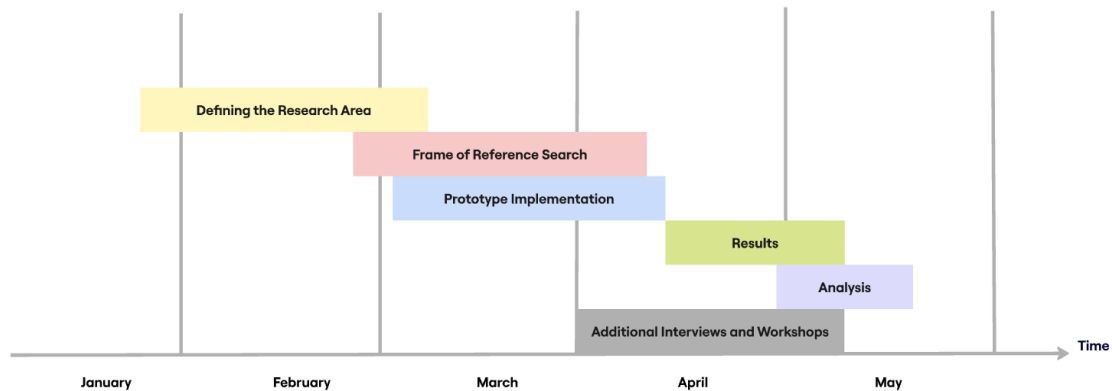 Defining the Research Area
Frame of Reference Search
Prototype Implementation
Results
Analysis
Additional Interviews and Workshops
Time
January
February
March
April
May